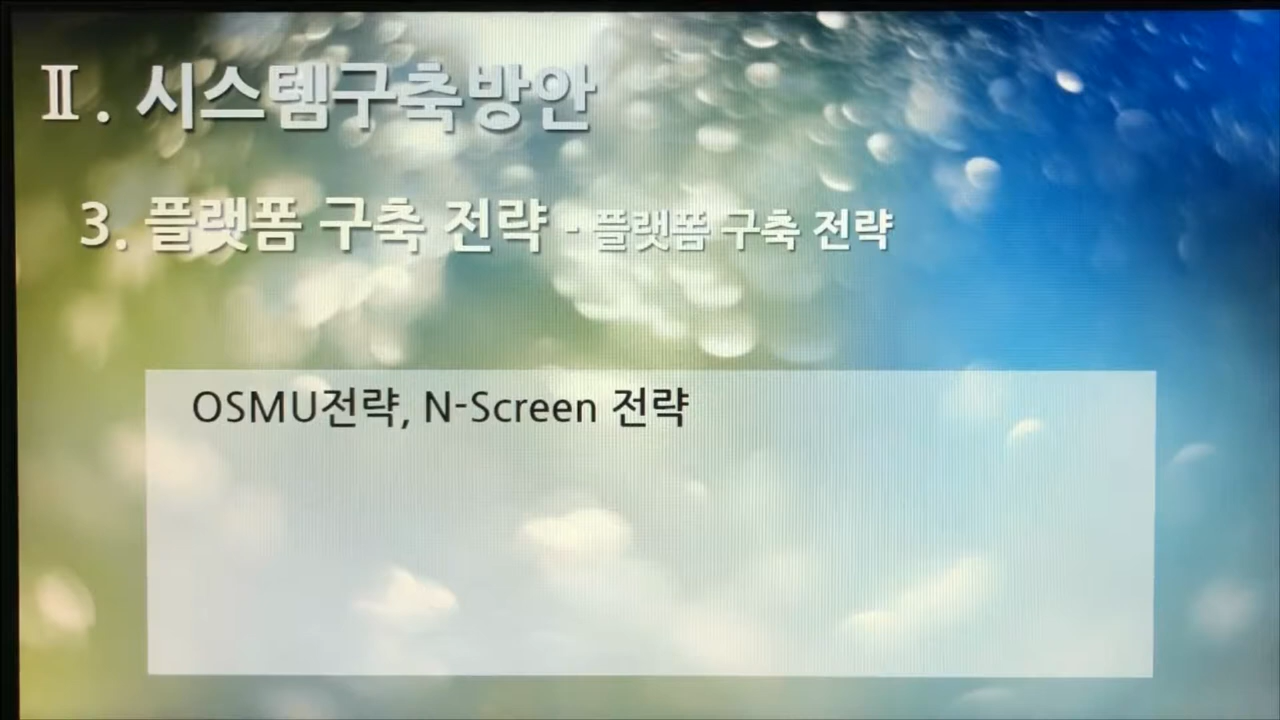 Ⅱ. 시스템구축방안
3. 플랫폼 구축 전략 - 플랫폼 구축 전략
OSMU전략, N-Screen 전략